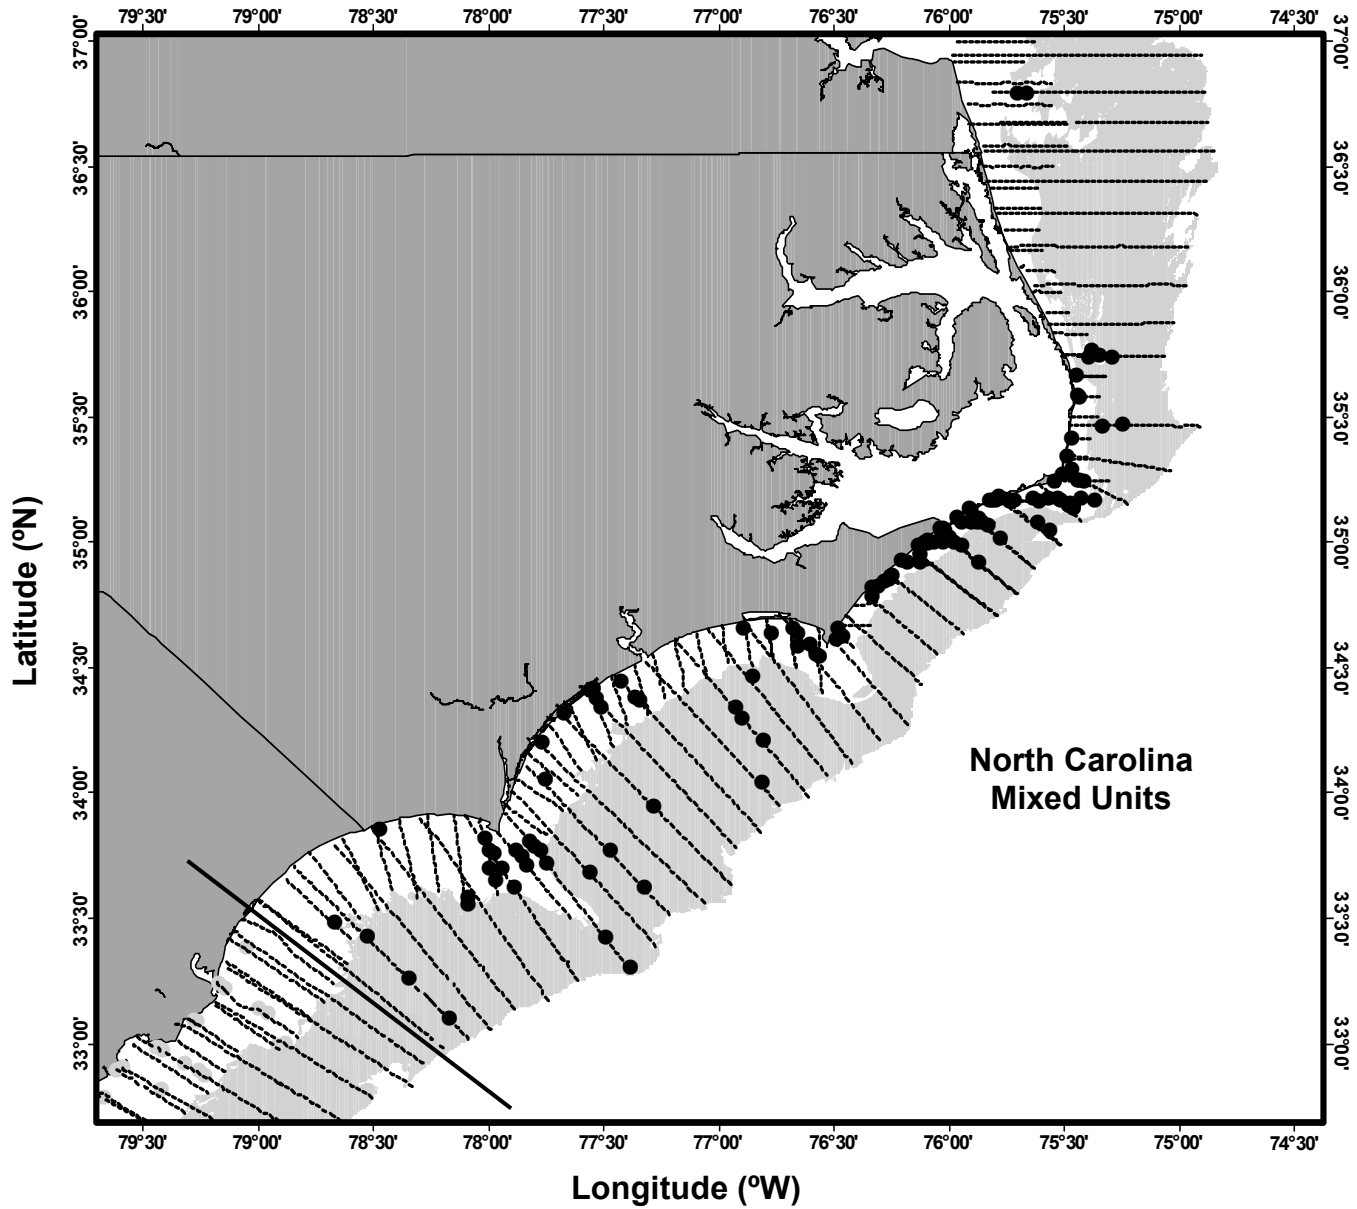 79°30' 79°00' 78°30' 78°00' 77°30' 77°00' 76°30' 76°00' 75°30' 75°00' 74°30'
37°00' 37°00'
36°30' 36°30'
36°00' 36°00'
35°30' 35°30'
35°00' 35°00'
34°30' 34°30'
34°00' 34°00'
33°30' 33°30'
33°00' 33°00'
Latitude (ºN)
North Carolina
Mixed Units
79°30' 79°00' 78°30' 78°00' 77°30' 77°00' 76°30' 76°00' 75°30' 75°00' 74°30'
Longitude (ºW)